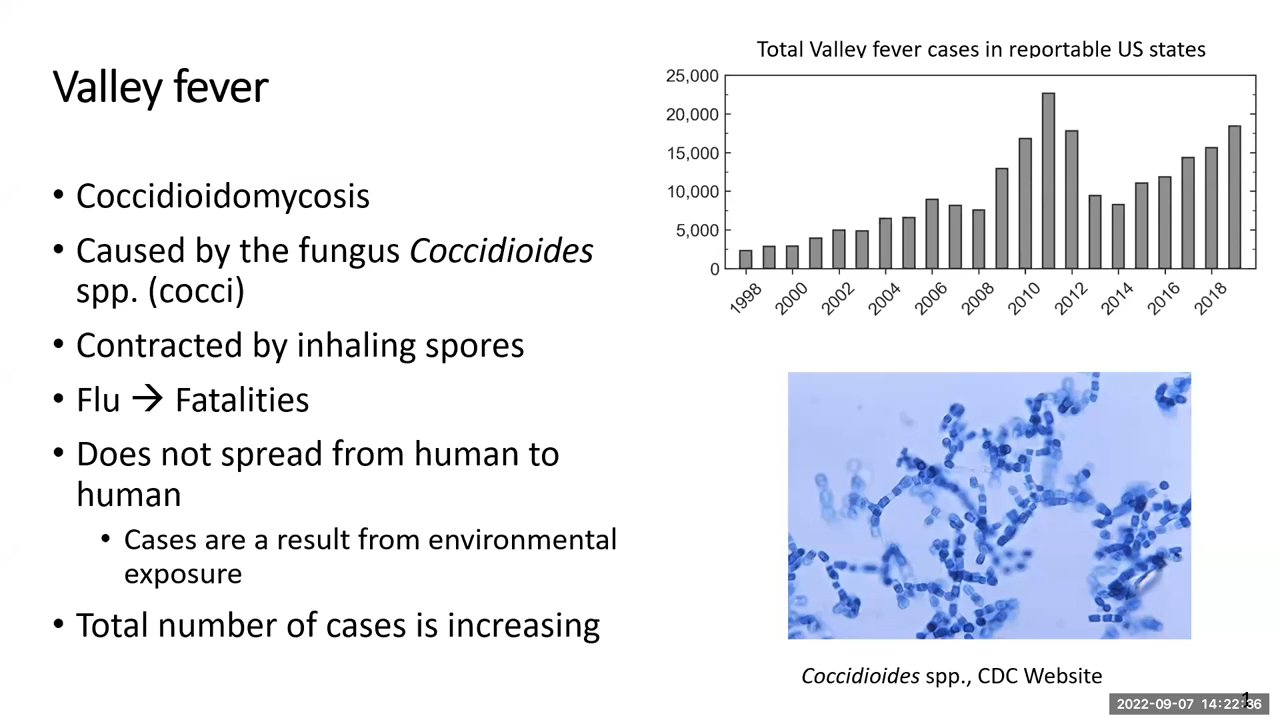 Valley fever
• Coccidioidomycosis
• Caused by the fungus Coccidioides
spp. (cocci)
• Contracted by inhaling spores
• Flu → Fatalities
• Does not spread from human to
human
• Cases are a result from environmental
exposure
• Total number of cases is increasing
Total Valley fever cases in reportable US states
25,000
20,000
15,000
10,000
5,000
0
1998 2000 2002 2004 2006 2008 2010 2012 2014 2016 2018
Coccidioides spp., CDC Website
1
2022-09-07 14:22:36